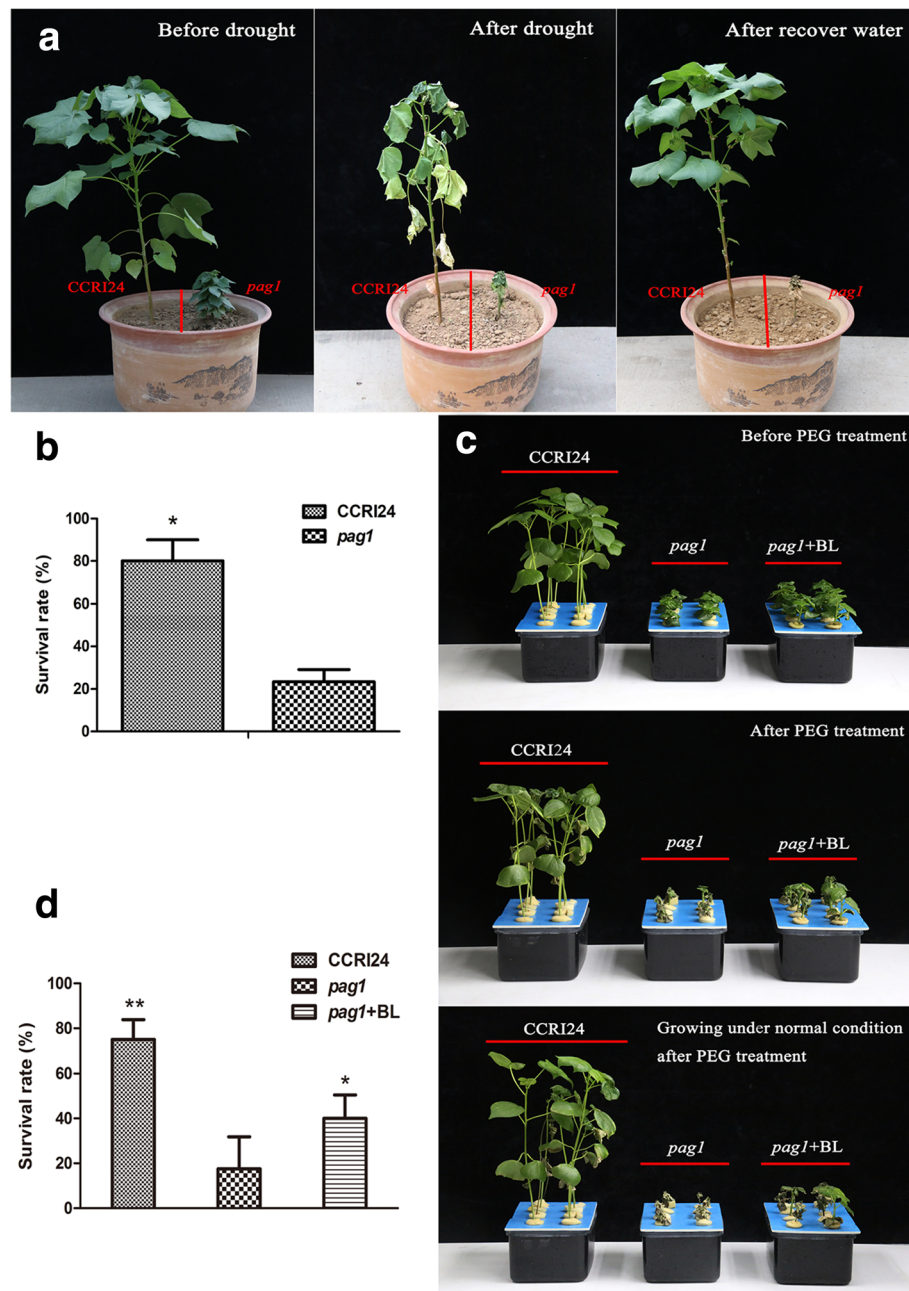 a
Before drought
After drought
After recover water
CCRI24
pag1
CCRI24
pag1
CCRI24
pag1
b
CCRI24
pag1
Survival rate (%)
100
80
60
40
20
0
*
c
Before PEG treatment
CCRI24
pag1
pag1+BL
After PEG treatment
CCRI24
pag1
pag1+BL
Growing under normal condition
after PEG treatment
CCRI24
pag1
pag1+BL
d
CCRI24
pag1
pag1+BL
Survival rate (%)
100
80
60
40
20
0
**
*